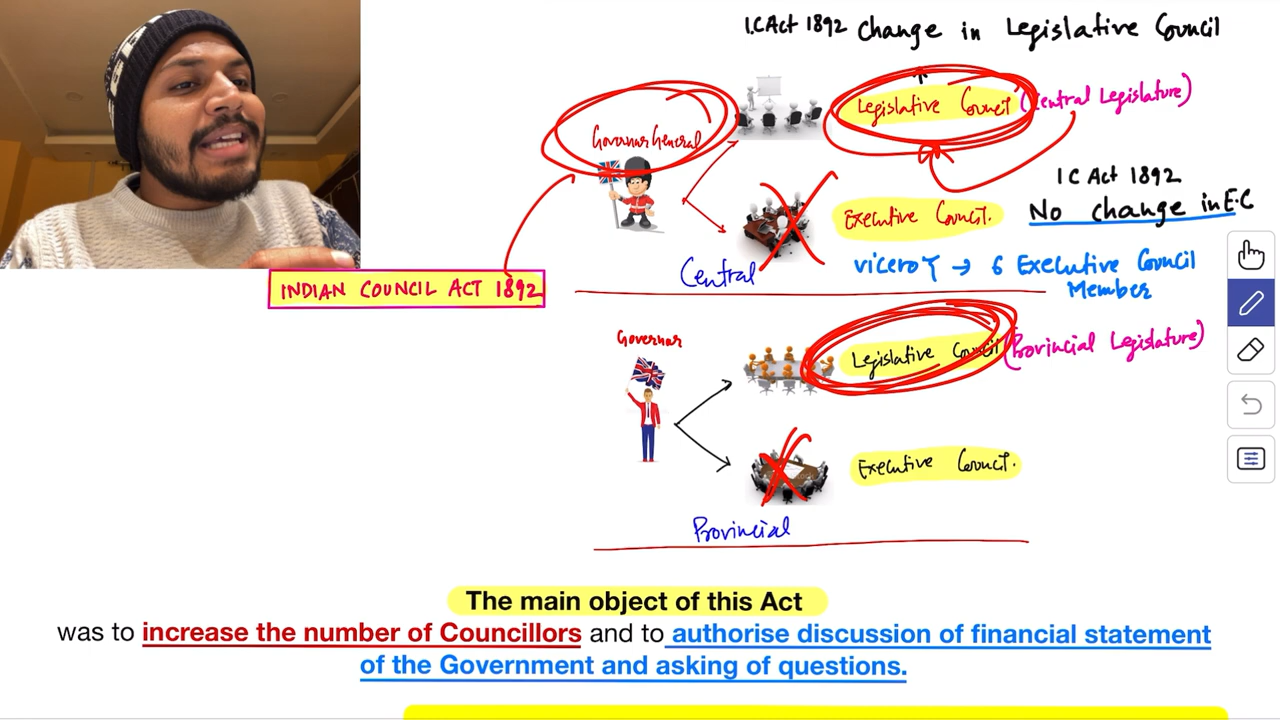 I.C Act 1892 Change in Legislative Council
Governor General
Legislative Council (Central Legislature)
I C Act 1892
Executive Council. No change in E.C
Central
viceroy → 6 Executive Council
Member
INDIAN COUNCIL ACT 1892
Governor
Legislative Council (Provincial Legislature)
Executive Council.
Provincial
The main object of this Act
was to increase the number of Councillors and to authorise discussion of financial statement
of the Government and asking of questions.